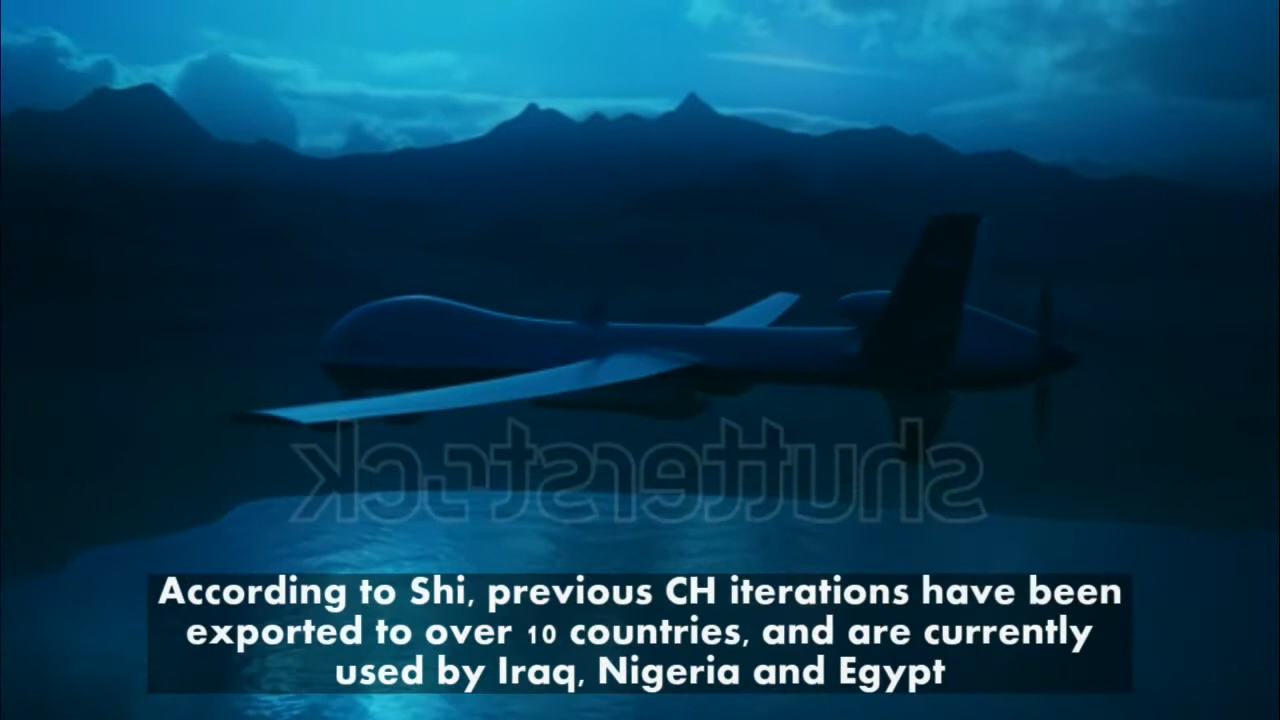 shutterstock
According to Shi, previous CH iterations have been
exported to over 10 countries, and are currently
used by Iraq, Nigeria and Egypt